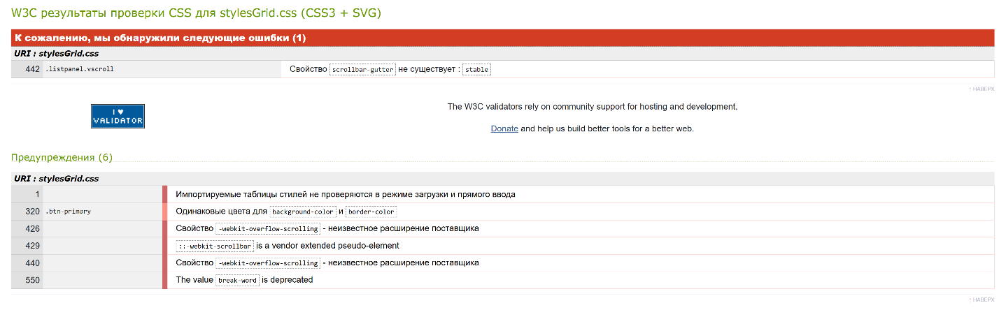 W3C результаты проверки CSS для stylesGrid.css (CSS3 + SVG)
К сожалению, мы обнаружили следующие ошибки (1)
URI : stylesGrid.css
442 .listpanel.vscroll Свойство scrollbar-gutter не существует : stable
↑ НАВЕРХ
I ♥ VALIDATOR
The W3C validators rely on community support for hosting and development.
Donate and help us build better tools for a better web.
Предупреждения (6)
URI : stylesGrid.css
1 Импортируемые таблицы стилей не проверяются в режиме загрузки и прямого ввода
320 .btn-primary Одинаковые цвета для background-color и border-color
426 Свойство -webkit-overflow-scrolling - неизвестное расширение поставщика
429 ::-webkit-scrollbar is a vendor extended pseudo-element
440 Свойство -webkit-overflow-scrolling - неизвестное расширение поставщика
550 The value break-word is deprecated
↑ НАВЕРХ